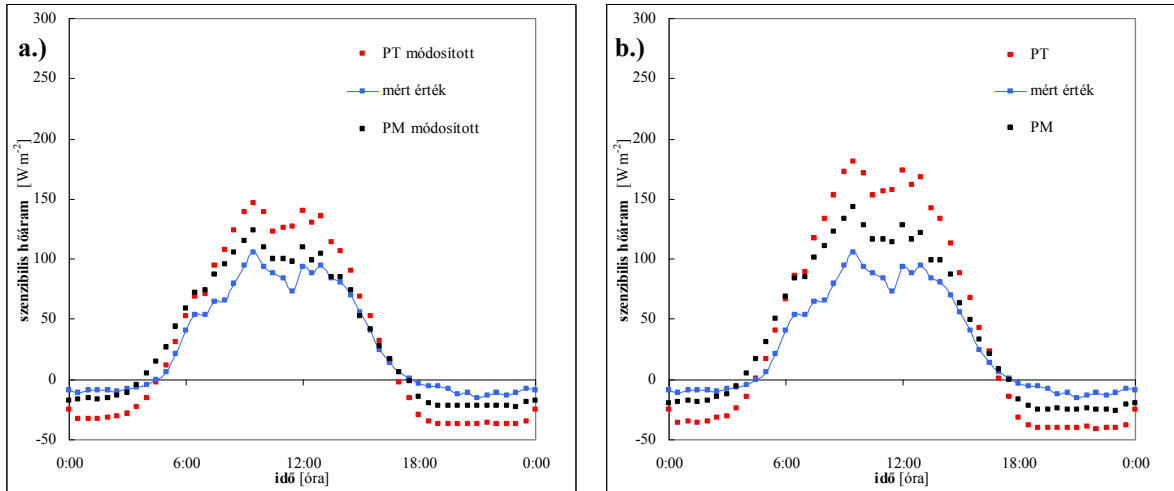 a.)
300
250
200
150
100
50
0
-50
szenzibilis hőáram [W m-2]
PT módosított
mért érték
PM módosított
0:00 6:00 12:00 18:00 0:00
idő [óra]
b.)
300
250
200
150
100
50
0
-50
szenzibilis hőáram [W m-2]
PT
mért érték
PM
0:00 6:00 12:00 18:00 0:00
idő [óra]